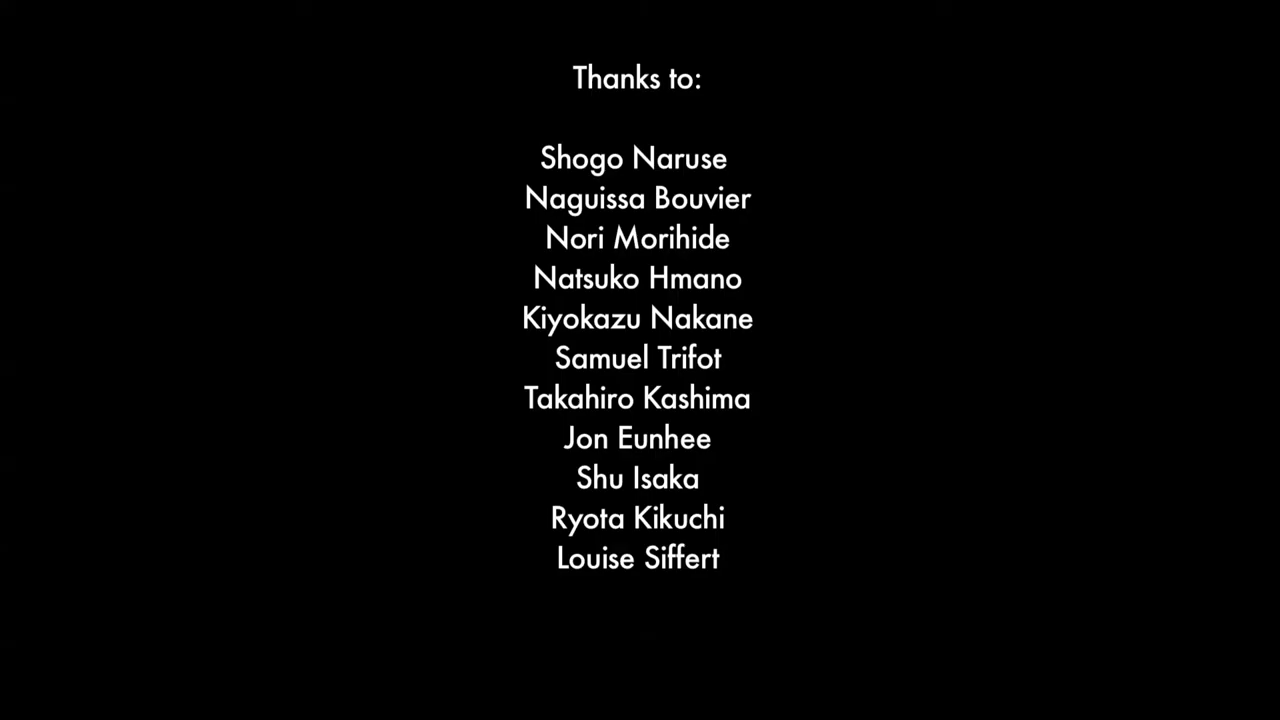 Thanks to:
Shogo Naruse
Naguissa Bouvier
Nori Morihide
Natsuko Hmano
Kiyokazu Nakane
Samuel Trifot
Takahiro Kashima
Jon Eunhee
Shu Isaka
Ryota Kikuchi
Louise Siffert